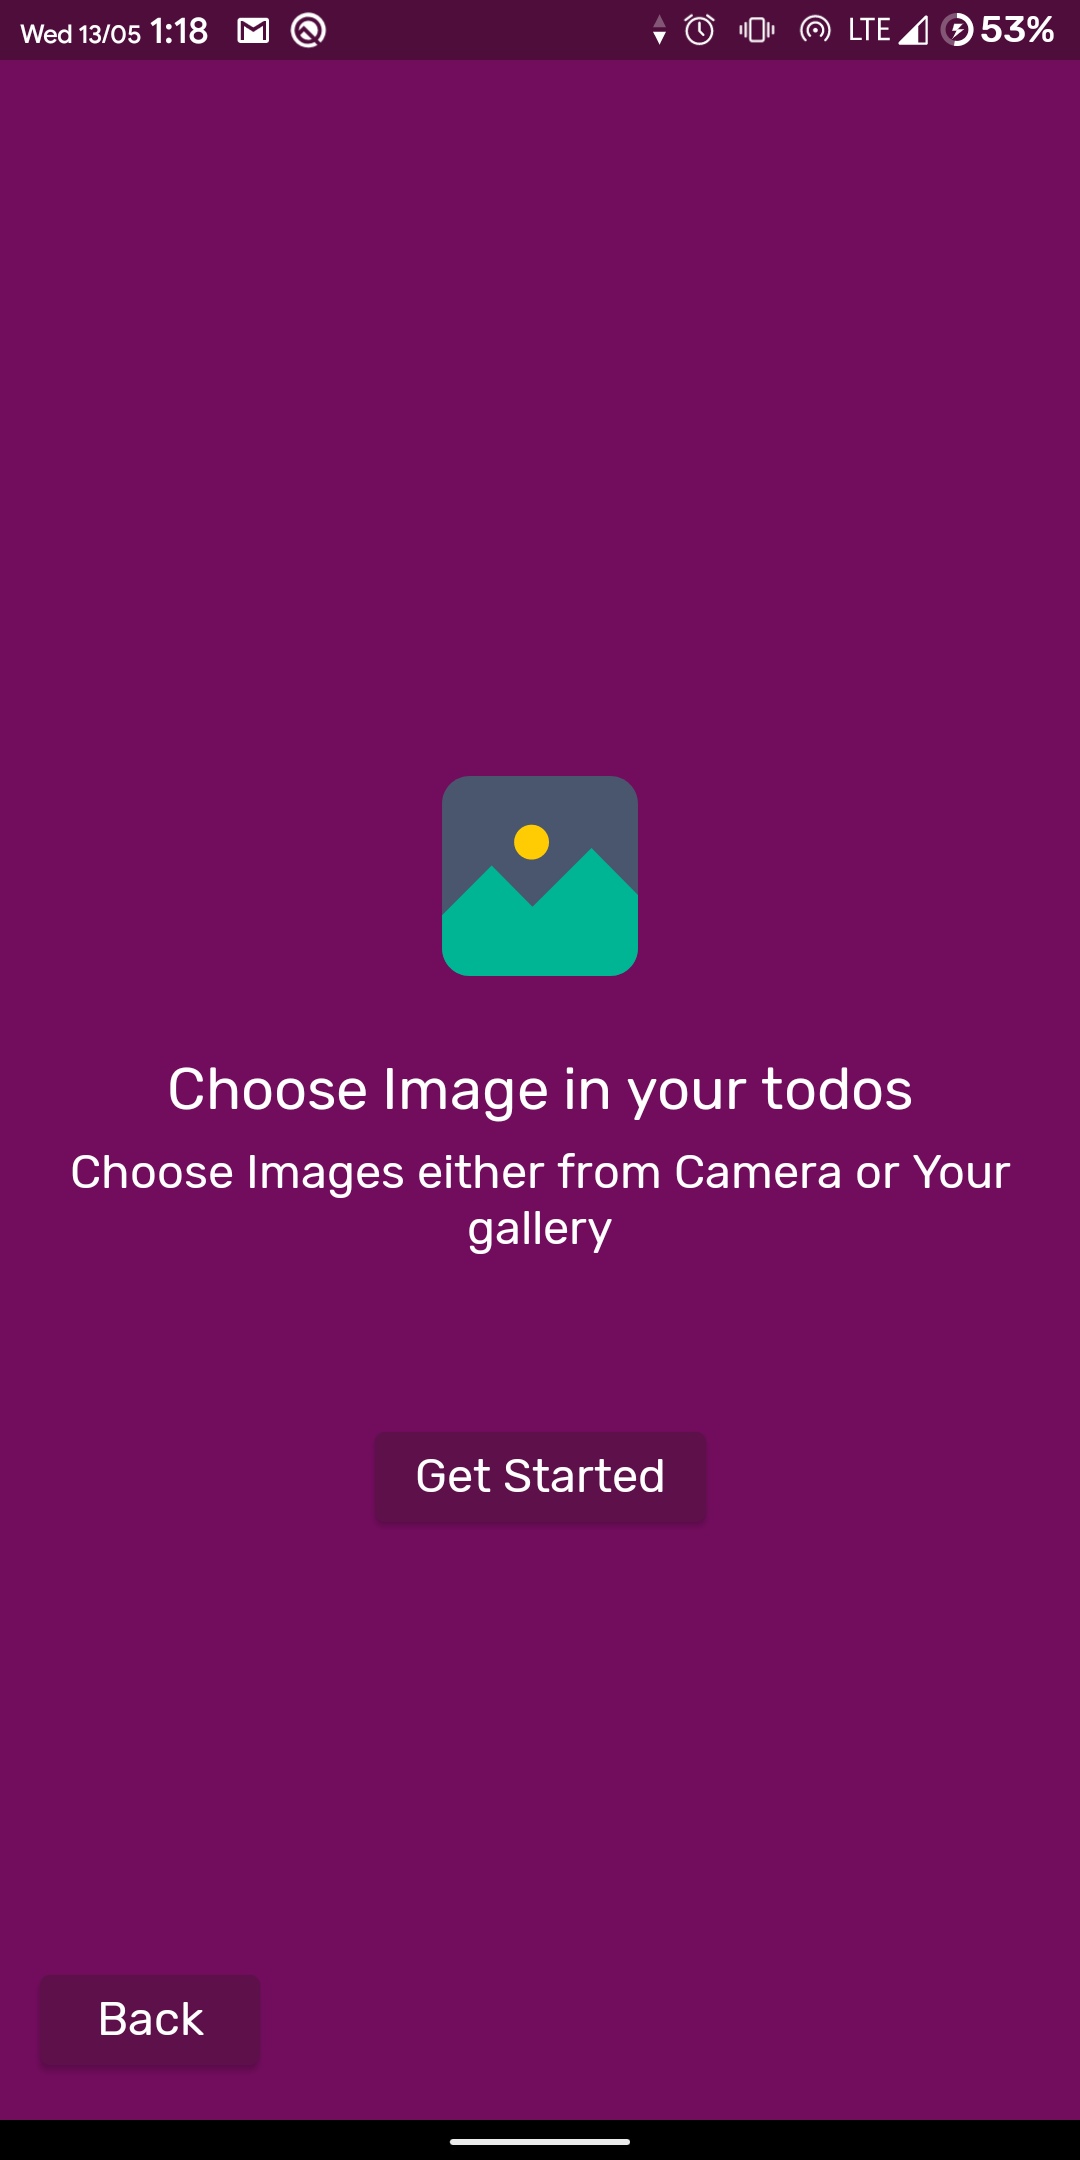 Wed 13/05 1:18 LTE 53%
Choose Image in your todos
Choose Images either from Camera or Your
gallery
Get Started
Back